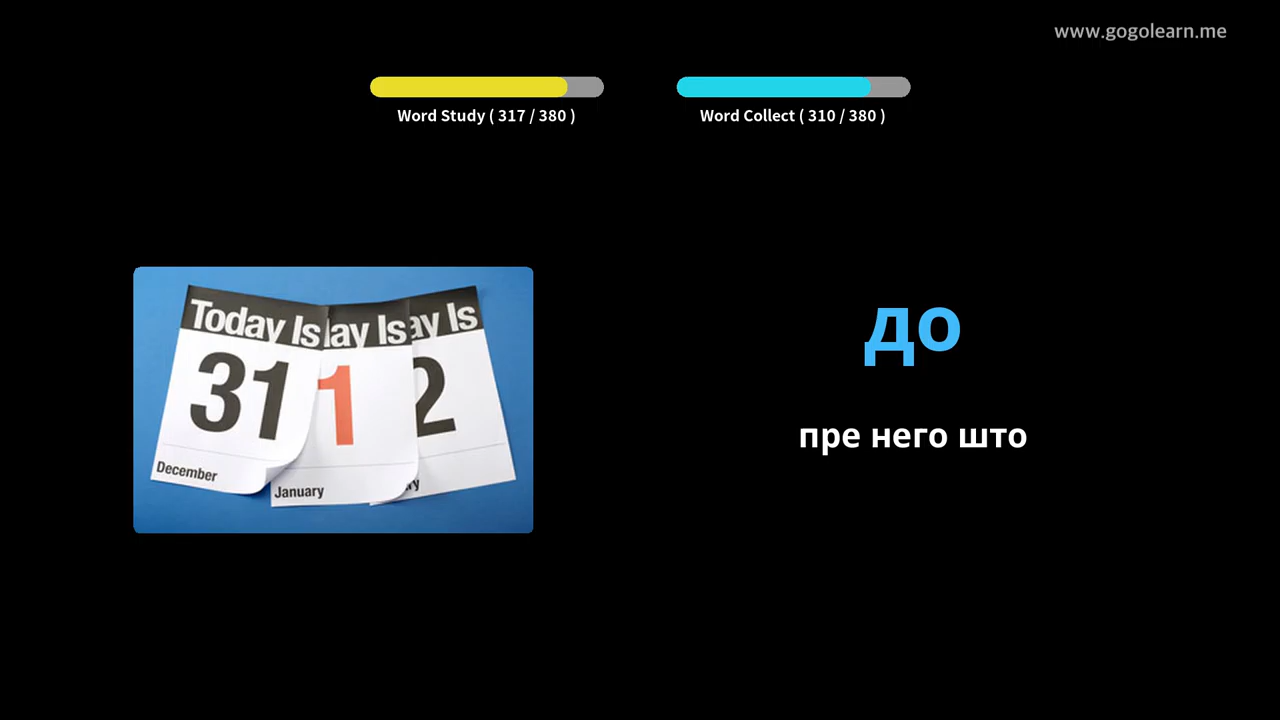 www.gogolearn.me
Word Study ( 317 / 380 )
Word Collect ( 310 / 380 )
Today Is
31
December
ay Is
1
January
ay Is
2
ry
до
пре него што